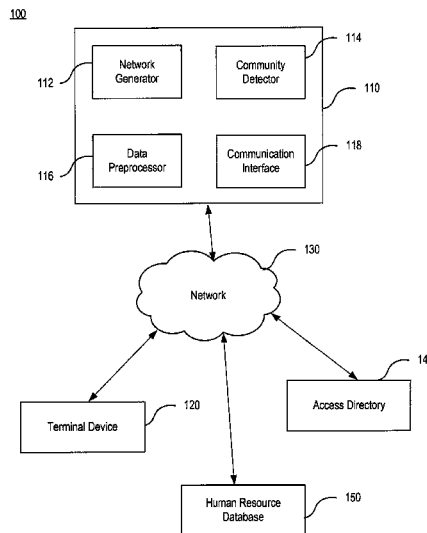 100
Network
Generator
112
Community
Detector
114
110
Data
Preprocessor
116
Communication
Interface
118
130
Network
14
Access Directory
Terminal Device
120
Human Resource
Database
150